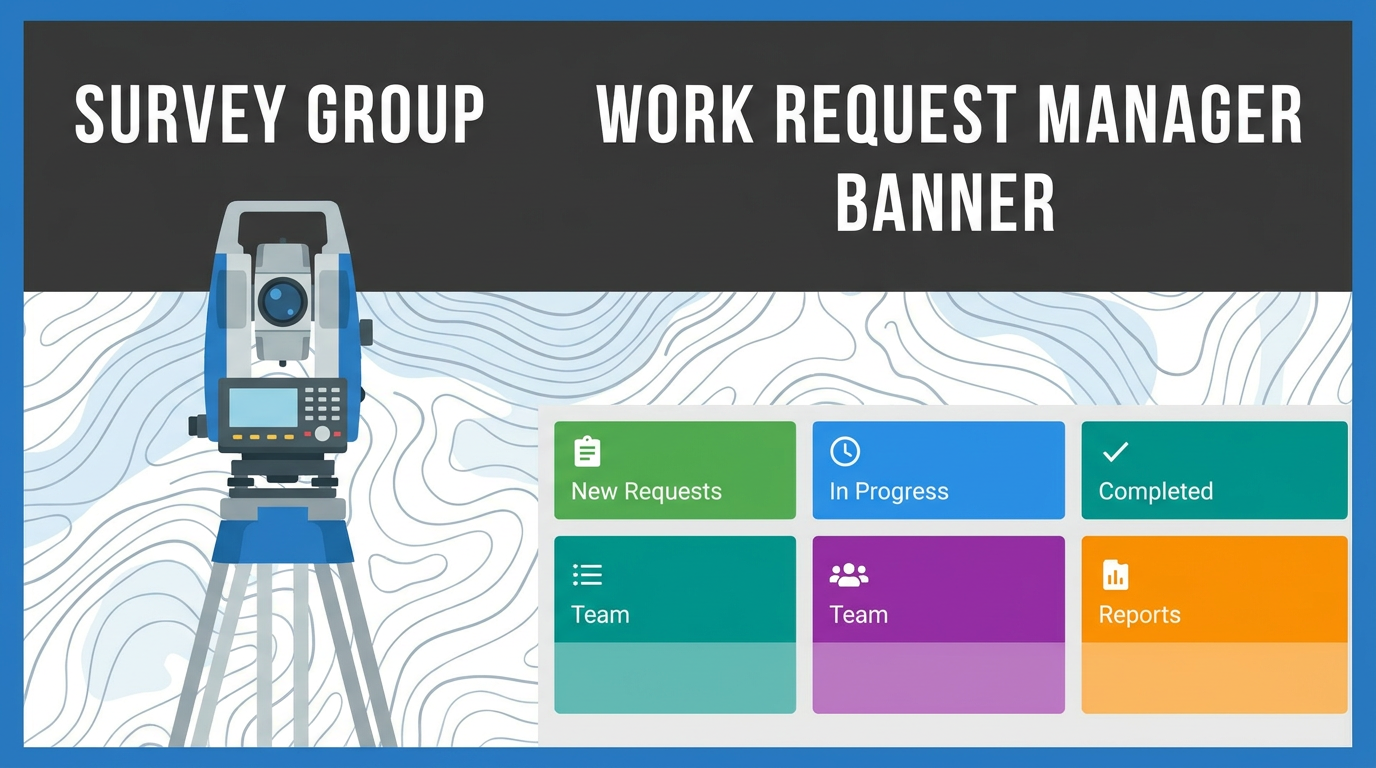 SURVEY GROUP
WORK REQUEST MANAGER
BANNER
New Requests
In Progress
Completed
Team
Team
Reports